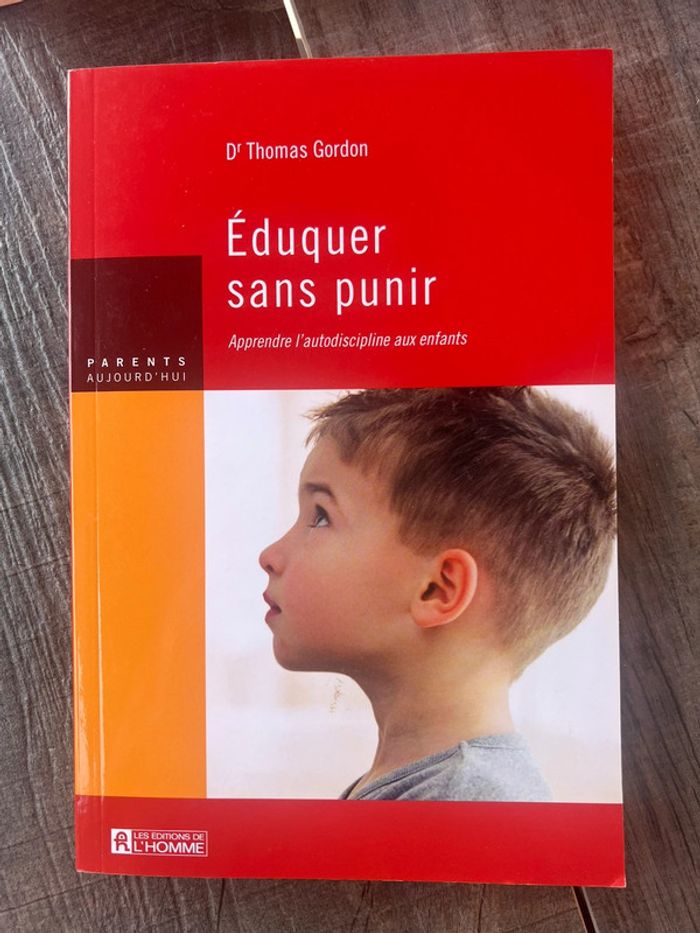 Dr Thomas Gordon
Éduquer
sans punir
Apprendre l'autodiscipline aux enfants
PARENTS
AUJOURD'HUI
LES ÉDITIONS DE
L'HOMME